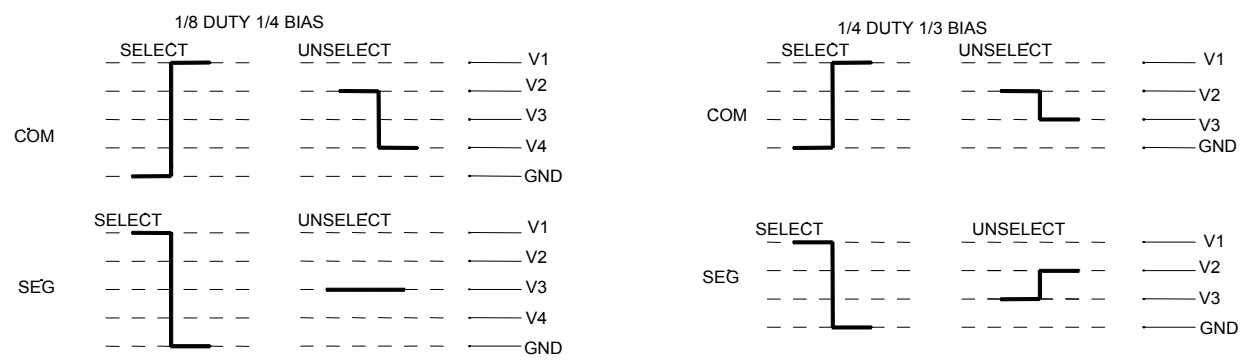 1/8 DUTY 1/4 BIAS
SELECT UNSELECT
V1
V2
V3
V4
GND
COM
SELECT UNSELECT
V1
V2
V3
V4
GND
SEG
1/4 DUTY 1/3 BIAS
SELECT UNSELECT
V1
V2
V3
GND
COM
SELECT UNSELECT
V1
V2
V3
GND
SEG